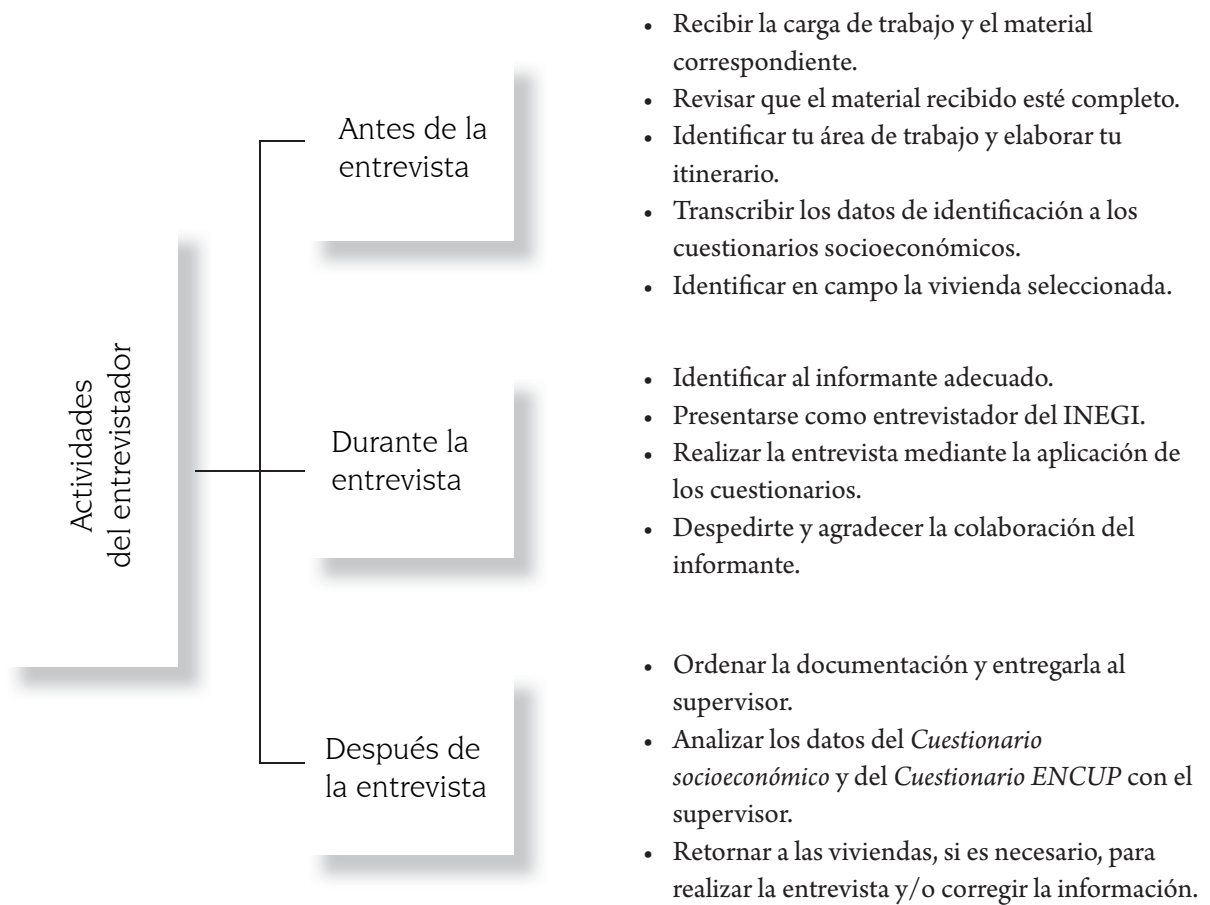 Actividades
del entrevistador
Antes de la
entrevista
• Recibir la carga de trabajo y el material
correspondiente.
• Revisar que el material recibido esté completo.
• Identificar tu área de trabajo y elaborar tu
itinerario.
• Transcribir los datos de identificación a los
cuestionarios socioeconómicos.
• Identificar en campo la vivienda seleccionada.
Durante la
entrevista
• Identificar al informante adecuado.
• Presentarse como entrevistador del INEGI.
• Realizar la entrevista mediante la aplicación de
los cuestionarios.
• Despedirte y agradecer la colaboración del
informante.
Después de
la entrevista
• Ordenar la documentación y entregarla al
supervisor.
• Analizar los datos del Cuestionario
socioeconómico y del Cuestionario ENCUP con el
supervisor.
• Retornar a las viviendas, si es necesario, para
realizar la entrevista y/o corregir la información.